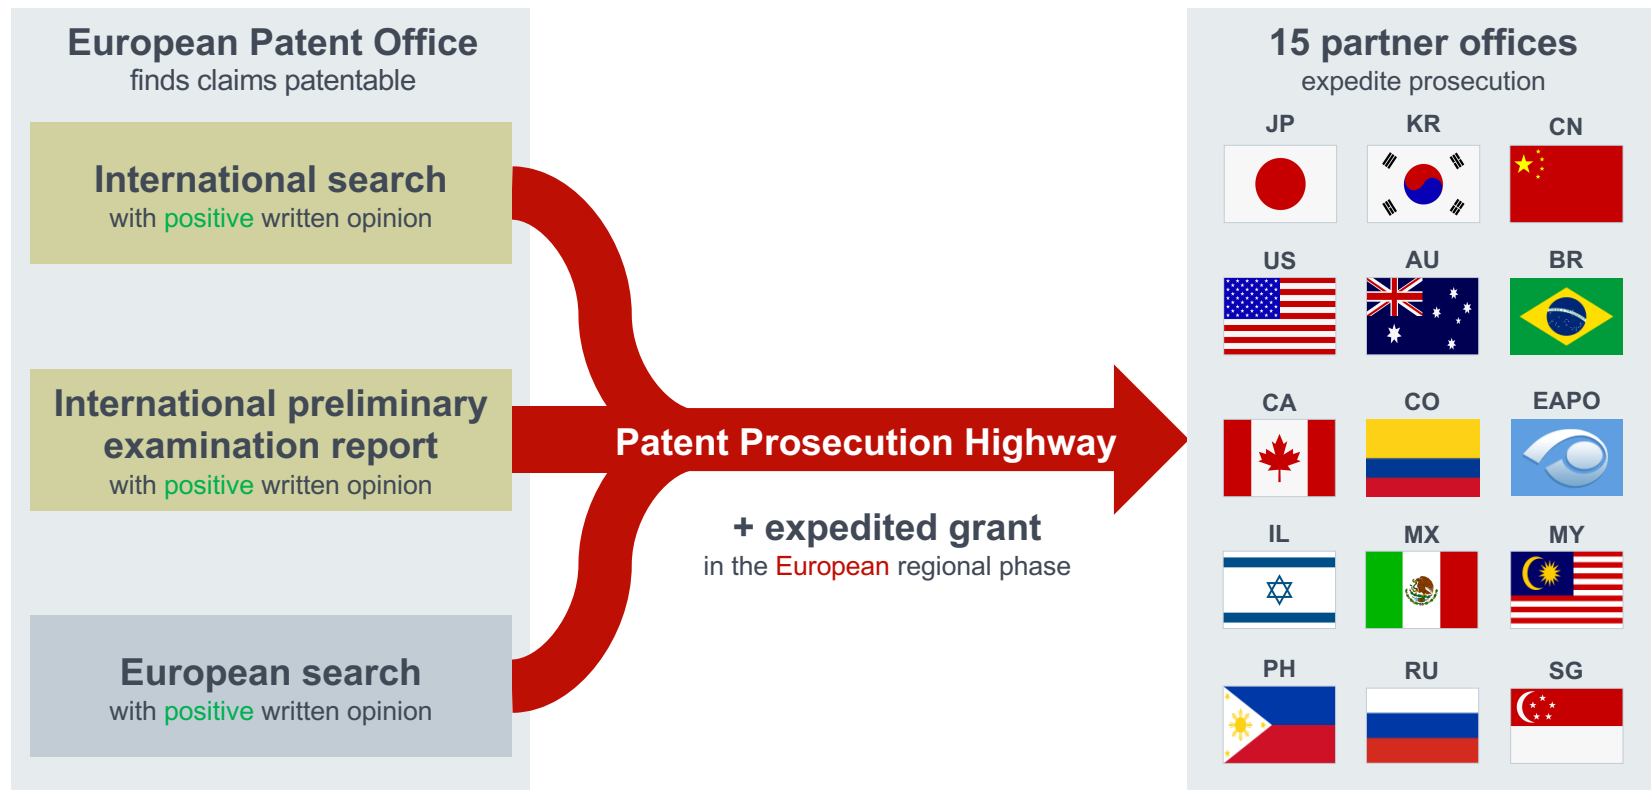 European Patent Office
finds claims patentable
International search
with positive written opinion
International preliminary
examination report
with positive written opinion
European search
with positive written opinion
Patent Prosecution Highway
+ expedited grant
in the European regional phase
15 partner offices
expedite prosecution
JP KR CN
US AU BR
CA CO EAPO
IL MX MY
PH RU SG